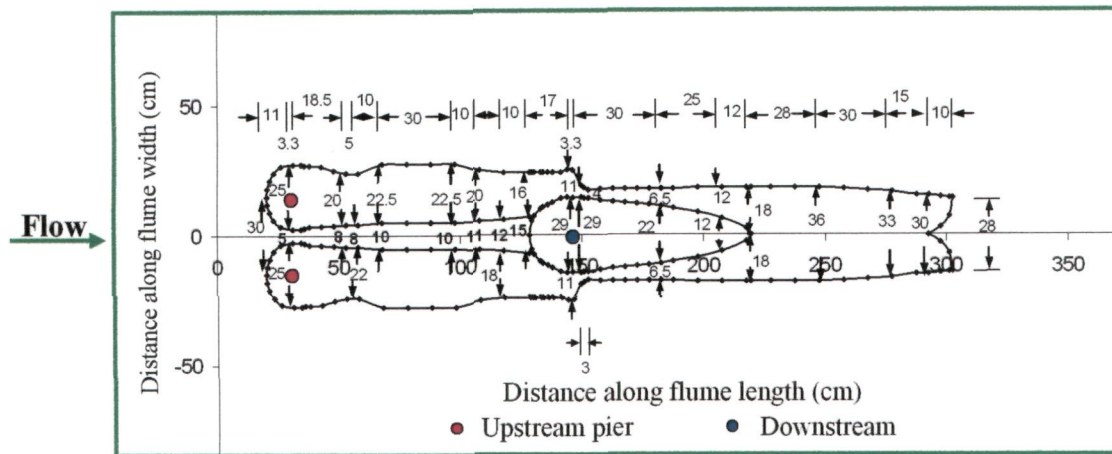 18.5 10 17 25 15
50 11 30 10 10 30 12 28 30 10
3.3 5 3.3
25 20 22.5 22.5 20 16 11 4 6.5 12 18
Flow 30 29 29 22 12 36 33 30 28
0 5 8 8 10 10 11 12 15
0 50 100 150 200 250 300 350
25 22 18 11 6.5 18
-50 3
Distance along flume width (cm)
Distance along flume length (cm)
Upstream pier Downstream